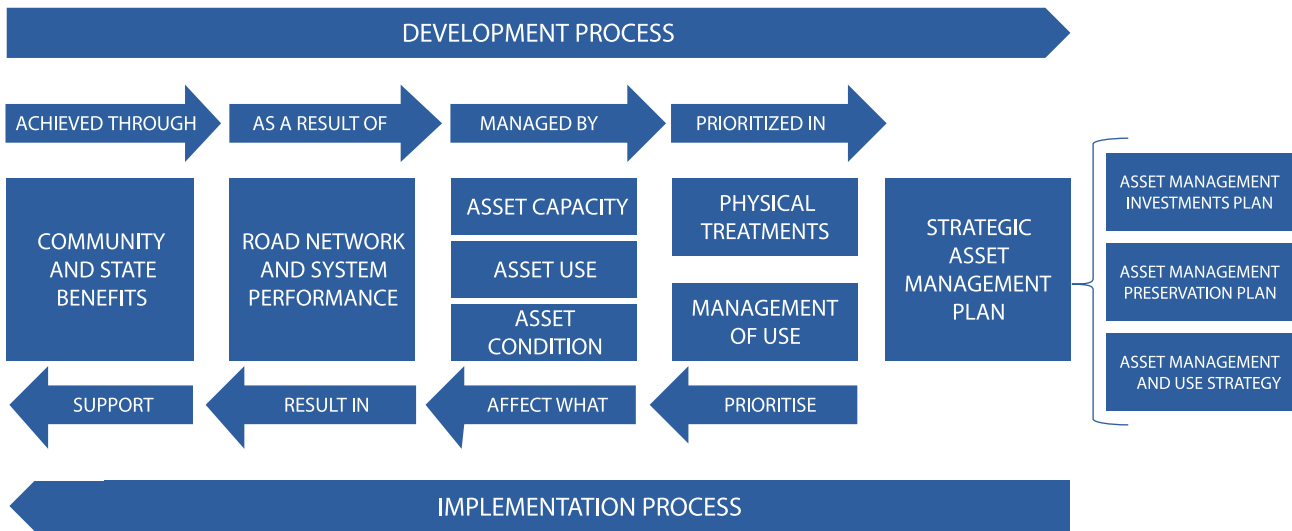 DEVELOPMENT PROCESS
ACHIEVED THROUGH
AS A RESULT OF
MANAGED BY
PRIORITIZED IN
COMMUNITY
AND STATE
BENEFITS
ROAD NETWORK
AND SYSTEM
PERFORMANCE
ASSET CAPACITY
ASSET USE
ASSET
CONDITION
PHYSICAL
TREATMENTS
MANAGEMENT
OF USE
STRATEGIC
ASSET
MANAGEMENT
PLAN
ASSET MANAGEMENT
INVESTMENTS PLAN
ASSET MANAGEMENT
PRESERVATION PLAN
ASSET MANAGEMENT
AND USE STRATEGY
SUPPORT
RESULT IN
AFFECT WHAT
PRIORITISE
IMPLEMENTATION PROCESS